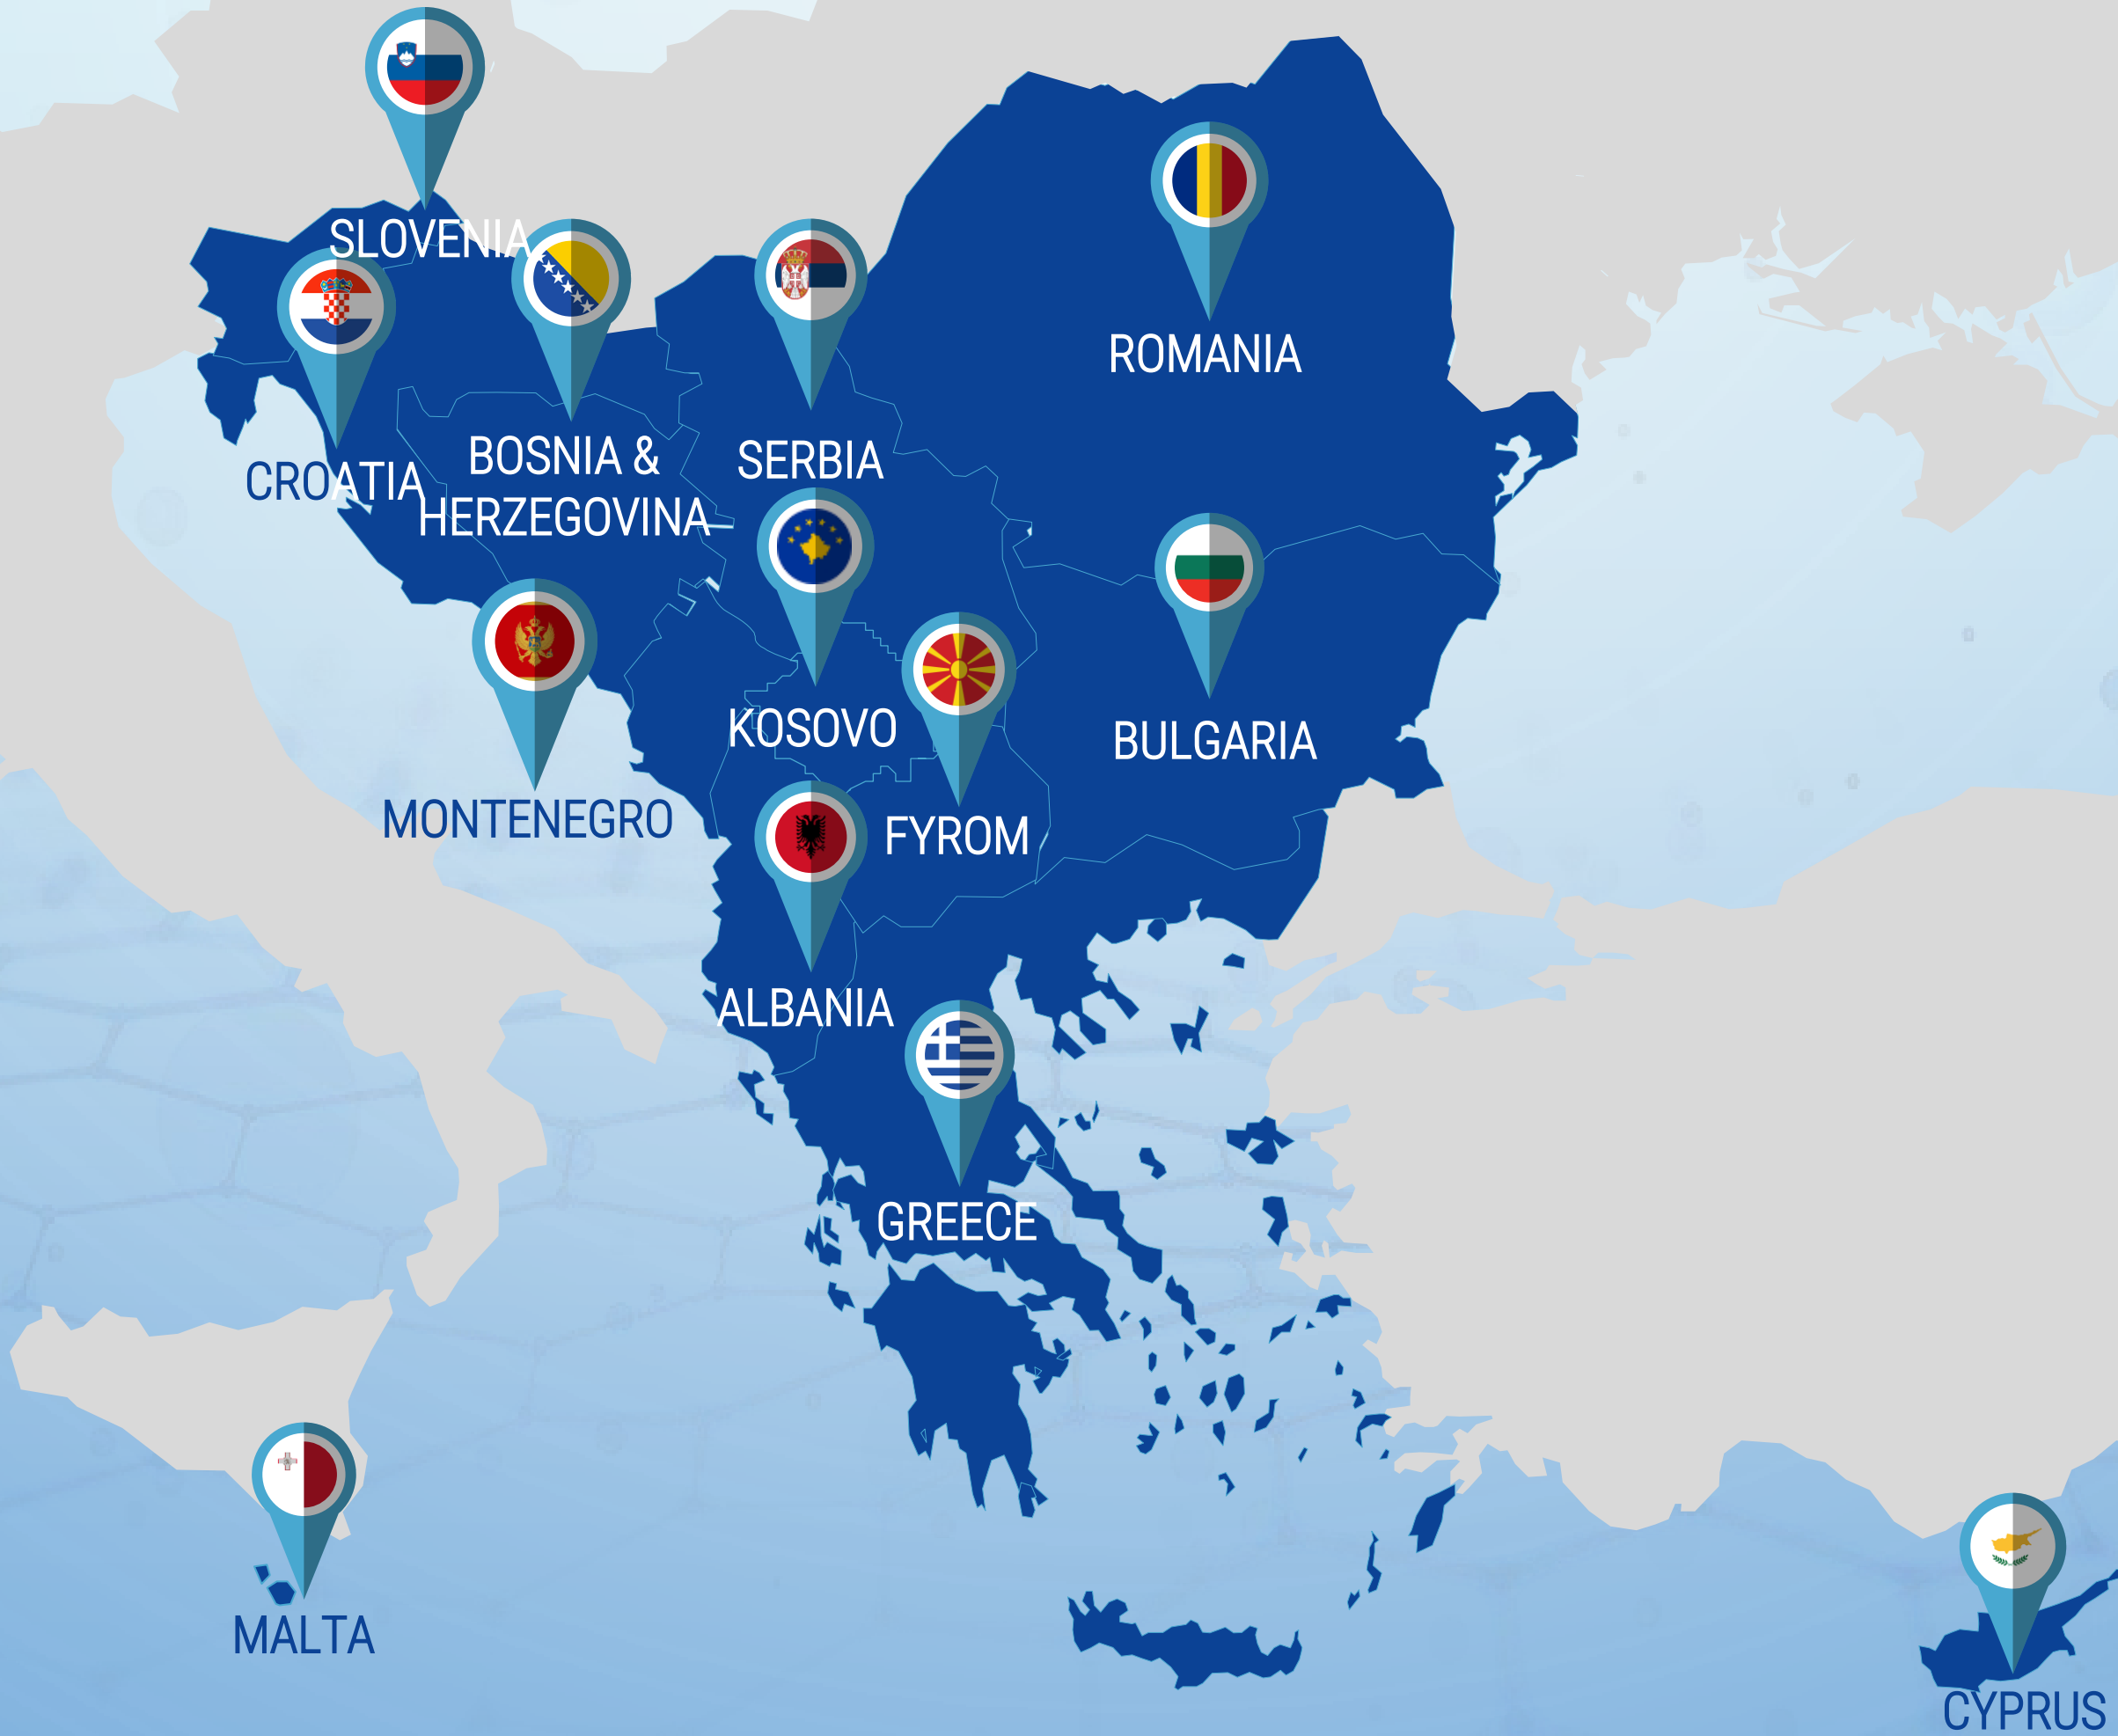 SLOVENIA
ROMANIA
CROATIA
BOSNIA &
HERZEGOVINA
SERBIA
KOSOVO
BULGARIA
MONTENEGRO
FYROM
ALBANIA
GREECE
MALTA
CYPRUS